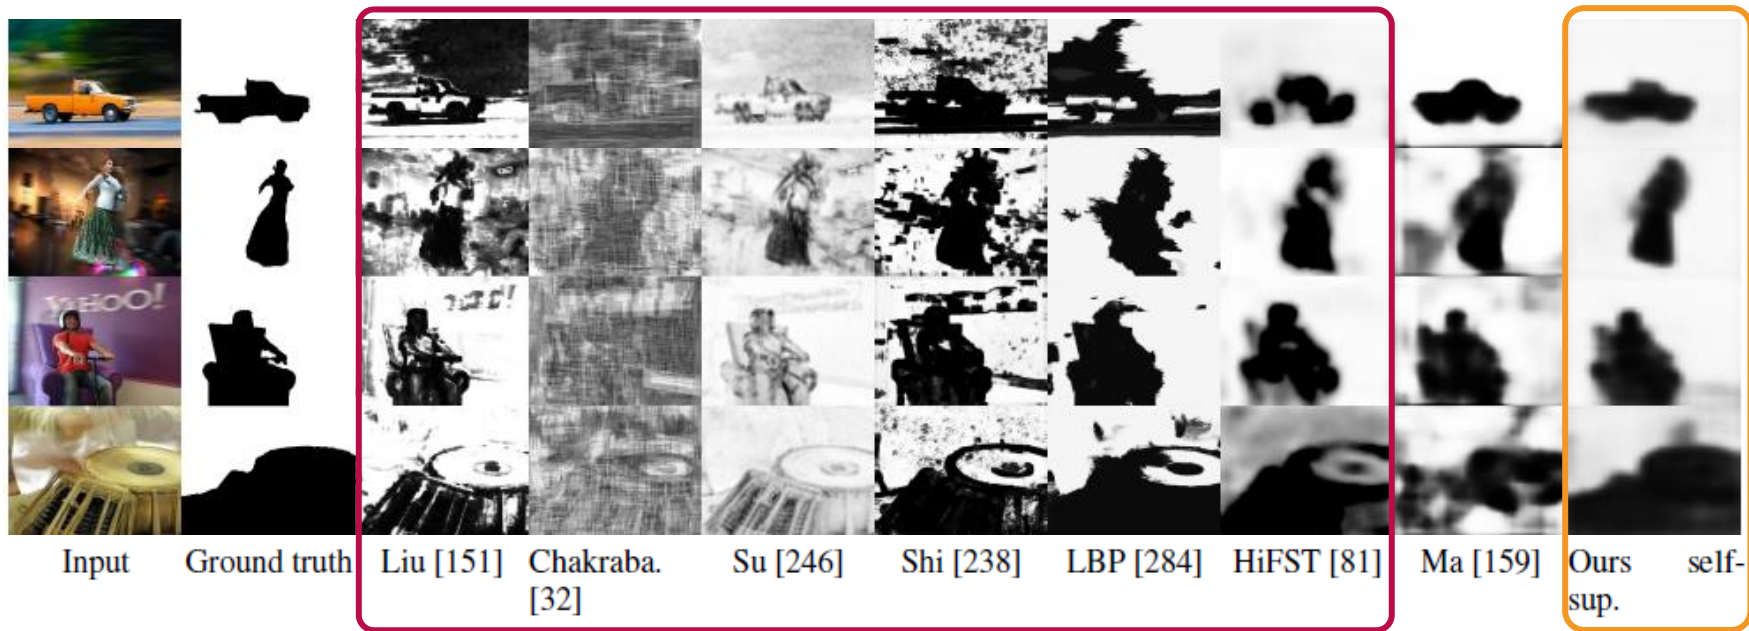 YAHOO!
Input Ground truth Liu [151] Chakraba. Su [246] Shi [238] LBP [284] HiFST [81] Ma [159] Ours self-
[32] sup.